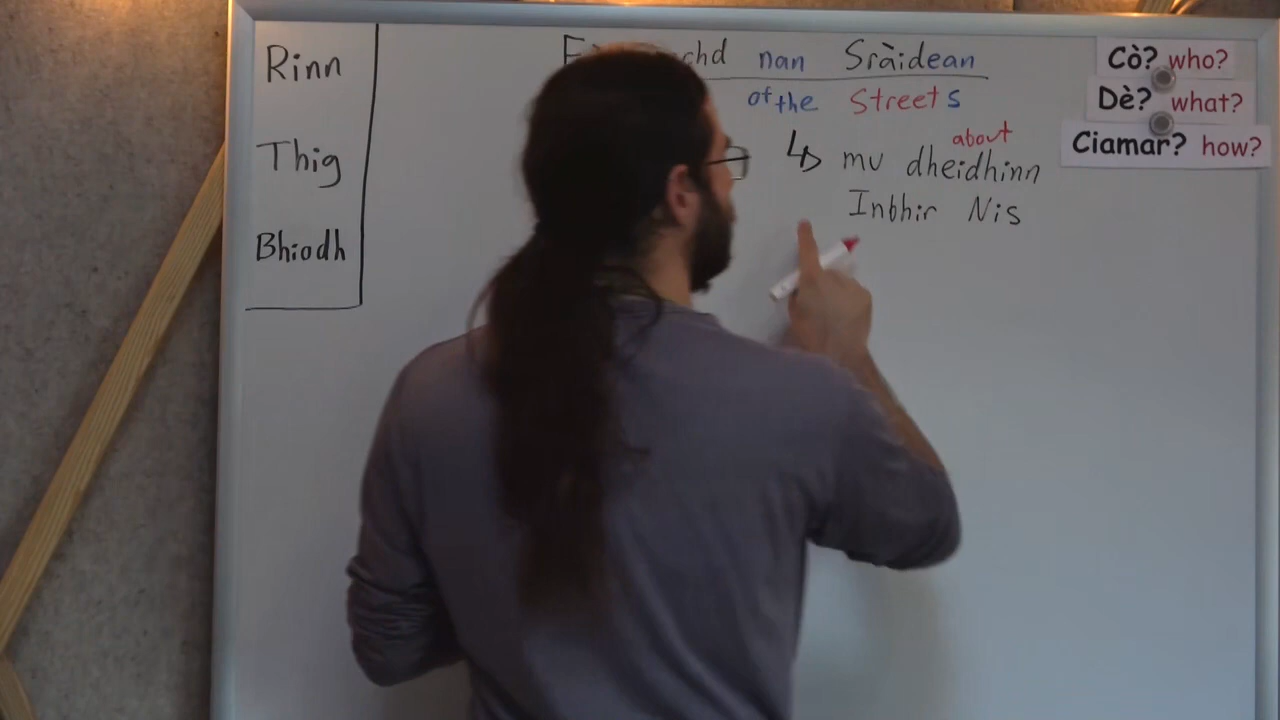 Rinn
Thig
Bhiodh
nan Sràidean
of the Streets
about
↳ mu dheidhinn
Inbhir Nis
Cò? who?
Dè? what?
Ciamar? how?